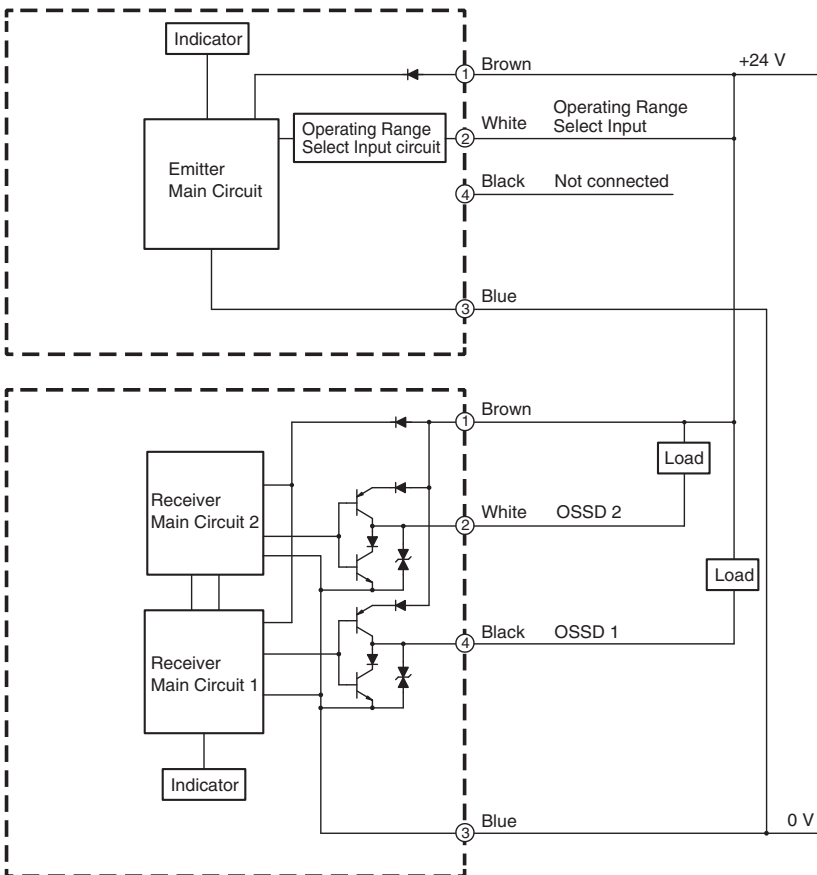 Indicator
① Brown
+24 V
Operating Range
Select Input circuit
② White
Operating Range
Select Input
Emitter
Main Circuit
④ Black Not connected
③ Blue
① Brown
Load
Receiver
Main Circuit 2
② White OSSD 2
Load
④ Black OSSD 1
Receiver
Main Circuit 1
Indicator
③ Blue
0 V